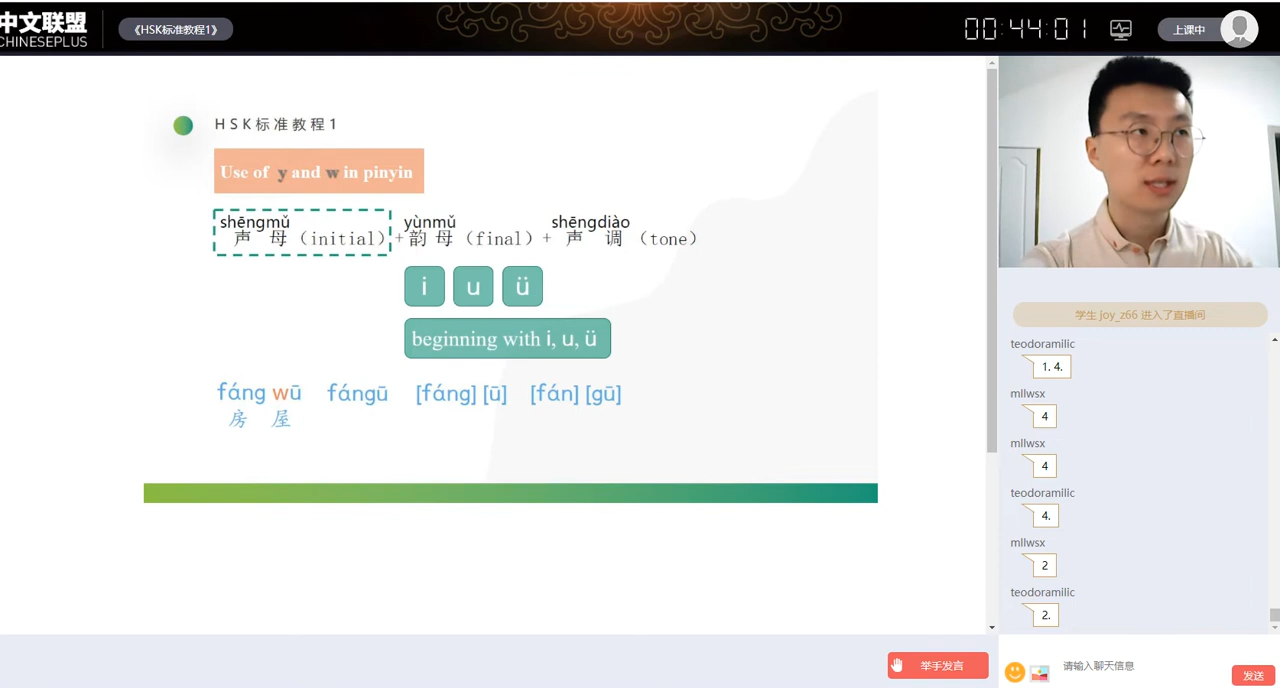 中文联盟
CHINESEPLUS
《HSK标准教程1》
00:44:01
上课中
HSK标准教程1
Use of y and w in pinyin
shēngmǔ yùnmǔ shēngdiào
声 母（initial）+韵 母（final）+ 声 调（tone）
i u ü
beginning with i, u, ü
fáng wū fángū [fáng] [ū] [fán] [gū]
房 屋
学生 joy_z66 进入了直播间
teodoramilic
1. 4.
mllwsx
4
mllwsx
4
teodoramilic
4.
mllwsx
2
teodoramilic
2.
举手发言
请输入聊天信息
发送